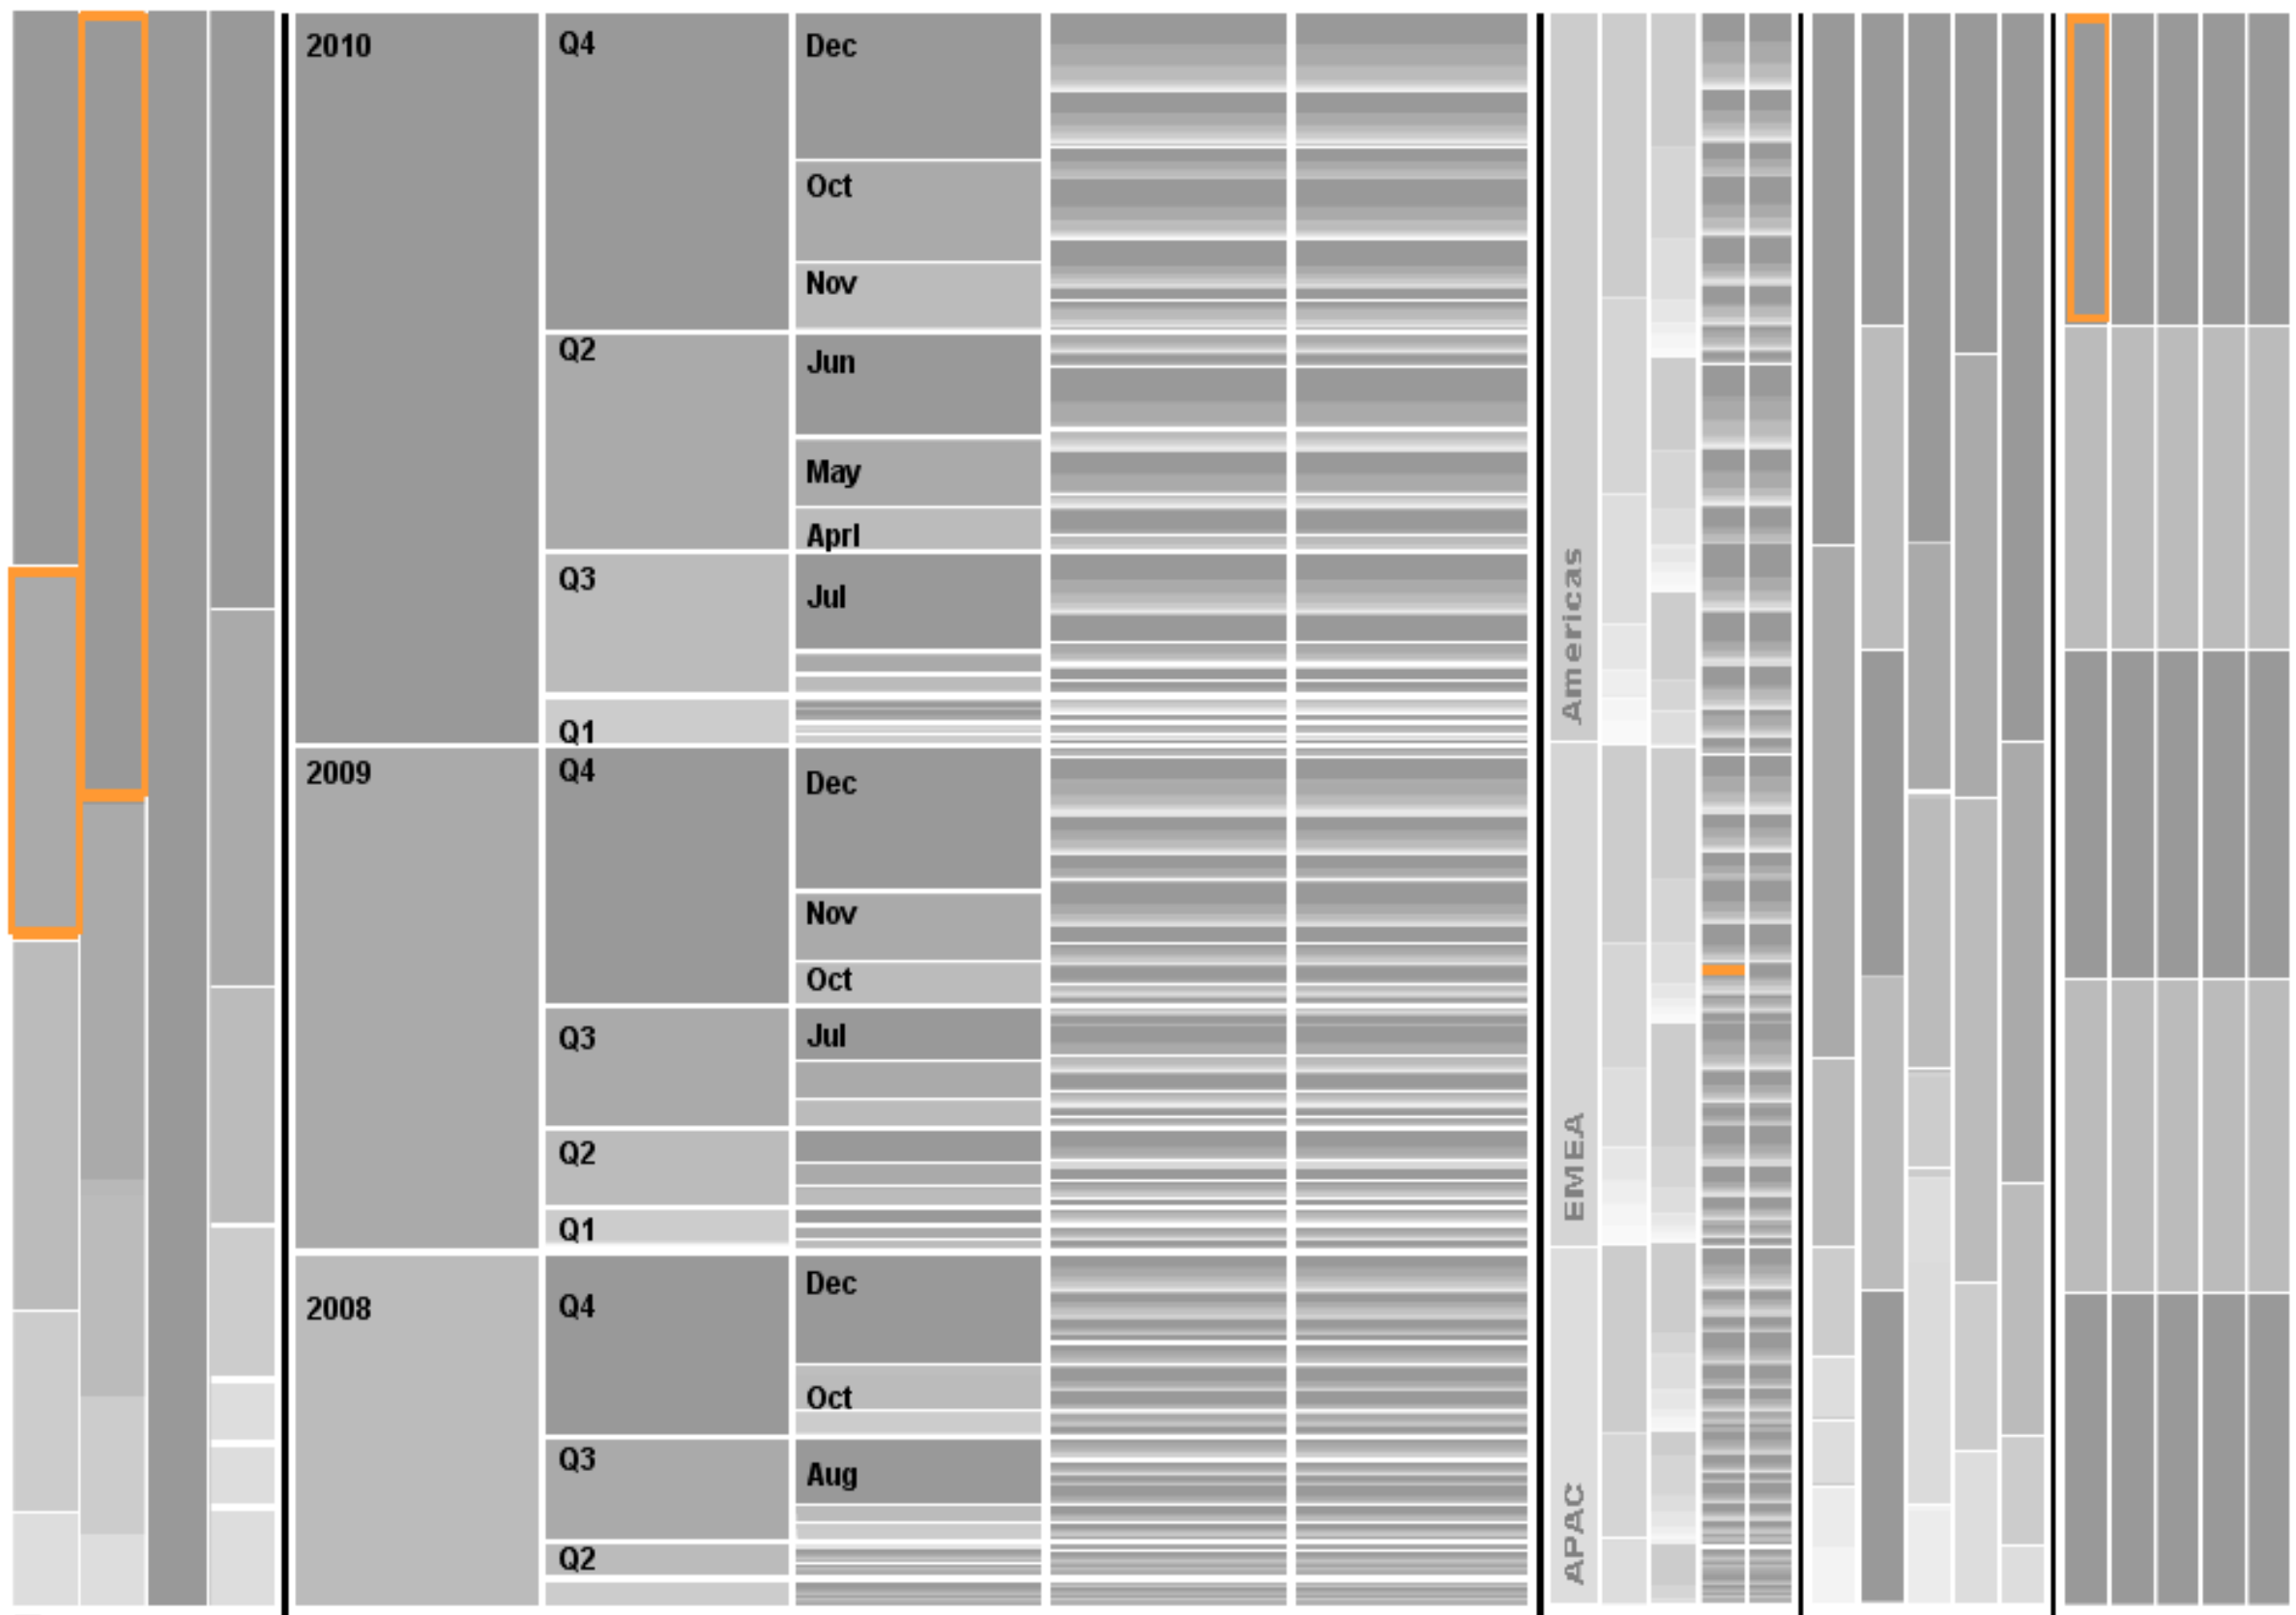 2010
Q4
Dec
Oct
Nov
Q2
Jun
May
Aprl
Q3
Jul
Q1
2009
Q4
Dec
Nov
Oct
Q3
Jul
Q2
Q1
2008
Q4
Dec
Oct
Q3
Aug
Q2
Americas
EMEA
APAC